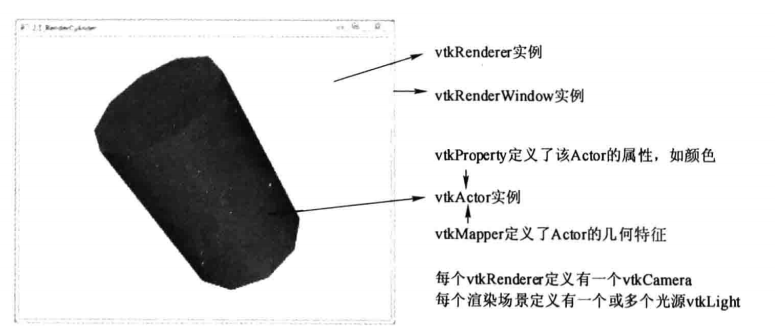 2.1 RenderCylinder
vtkRenderer实例
vtkRenderWindow实例
vtkProperty定义了该Actor的属性，如颜色
vtkActor实例
vtkMapper定义了Actor的几何特征
每个vtkRenderer定义有一个vtkCamera
每个渲染场景定义有一个或多个光源vtkLight